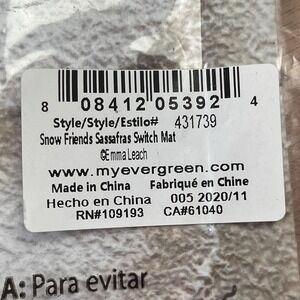 8 08412 05392 4
Style/Style/Estilo# 431739
Snow Friends Sassafras Switch Mat
©Emma Leach
www.myevergreen.com
Made in China Fabriqué en Chine
Hecho en China 005 2020/11
RN#109193 CA#61040
A: Para evitar